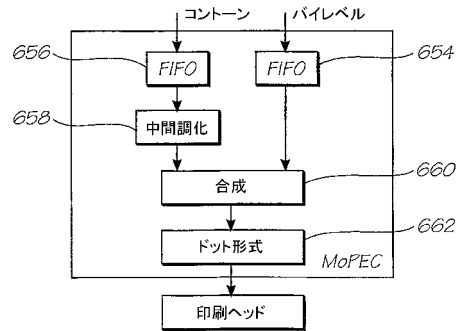 コントーン バイレベル
656 FIFO FIFO 654
658 中間調化
合成 660
ドット形式 662
MoPEC
印刷ヘッド